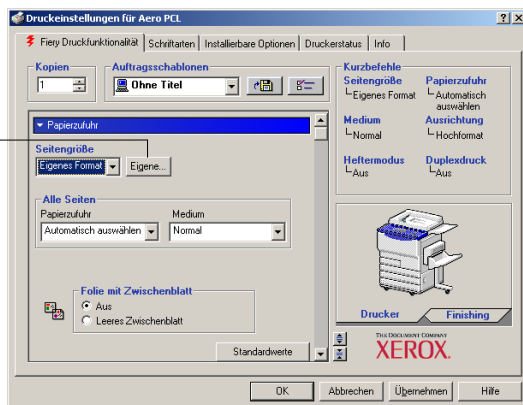 Druckeinstellungen für Aero PCL
Fiery Druckfunktionalität Schriftarten Installierbare Optionen Druckerstatus Info
Kopien
1
Auftragsschablonen
Ohne Titel
Papierzufuhr
Seitengröße
Eigenes Format Eigene...
Alle Seiten
Papierzufuhr Medium
Automatisch auswählen Normal
Folie mit Zwischenblatt
Aus
Leeres Zwischenblatt
Standardwerte
Kurzbefehle
Seitengröße Papierzufuhr
Eigenes Format Automatisch
auswählen
Medium Ausrichtung
Normal Hochformat
Heftermodus Duplexdruck
Aus Aus
Drucker Finishing
THE DOCUMENT COMPANY
XEROX.
OK Abbrechen Übernehmen Hilfe